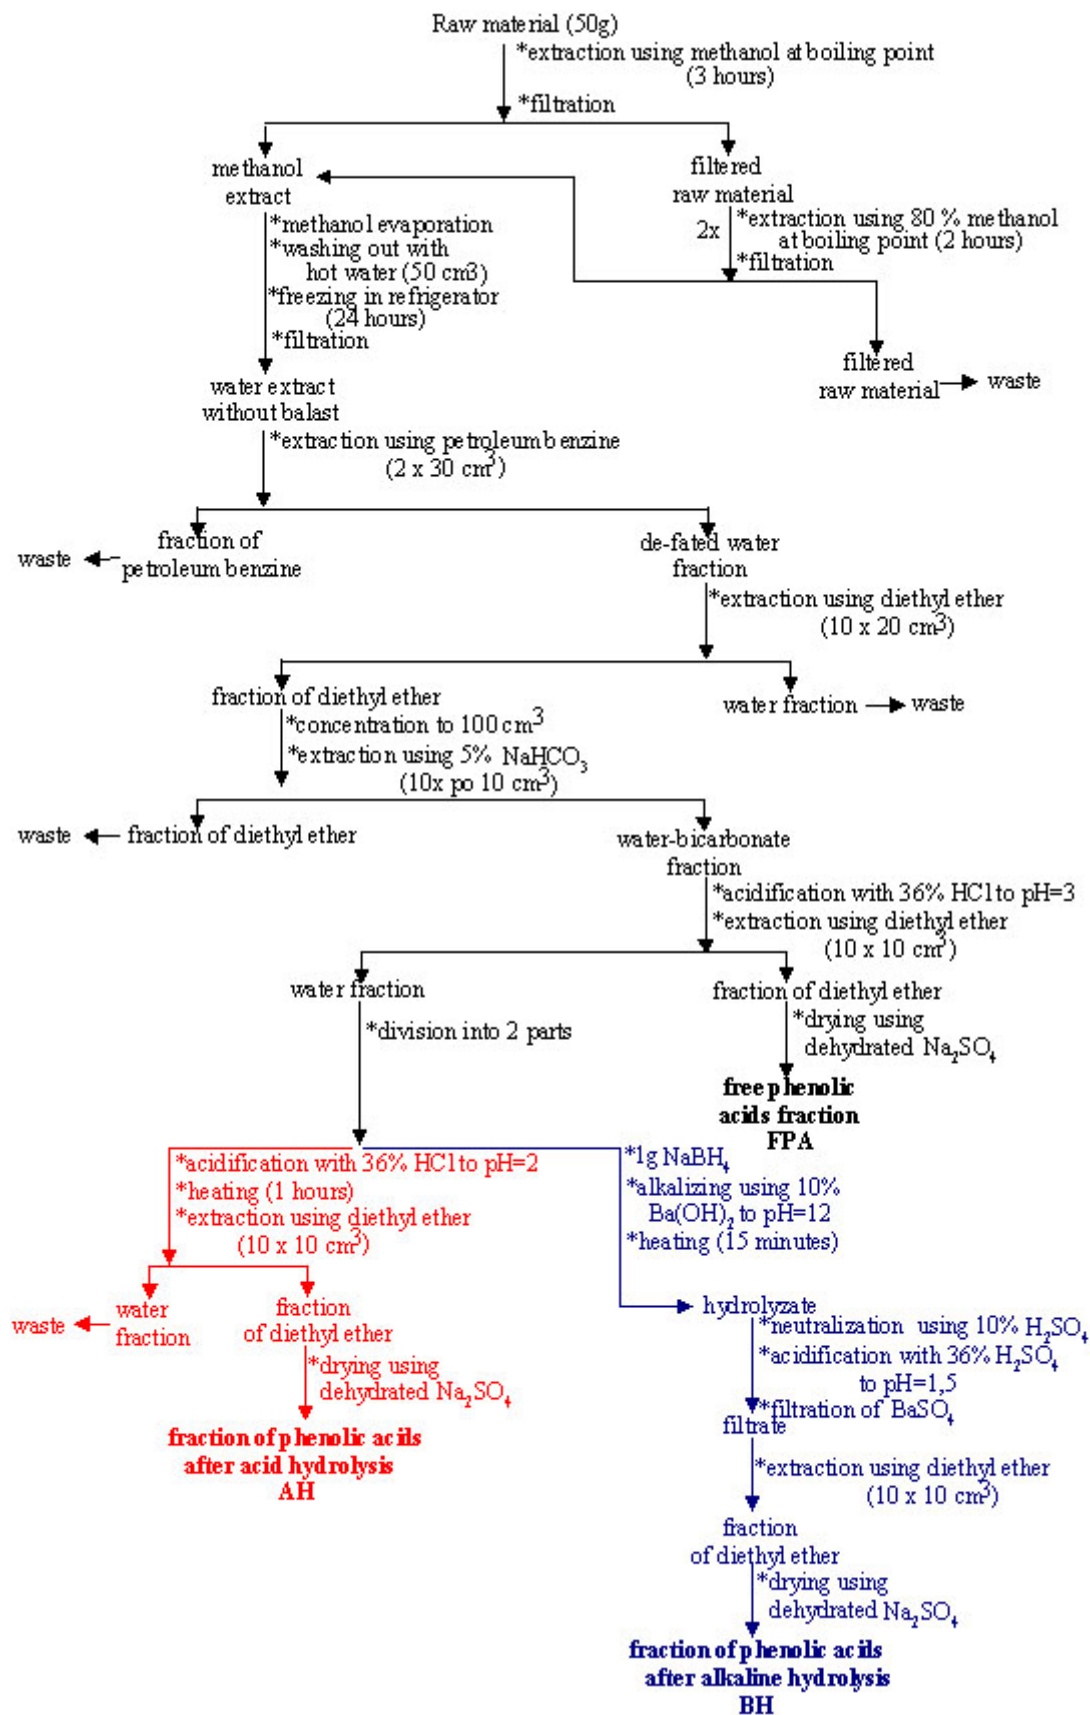 Raw material (50g)
*extraction using methanol at boiling point
(3 hours)
*filtration
methanol
extract
filtered
raw material
2x
*extraction using 80 % methanol
at boiling point (2 hours)
*filtration
*methanol evaporation
*washing out with
hot water (50 cm3)
*freezing in refrigerator
(24 hours)
*filtration
filtered
raw material
waste
water extract
without balast
*extraction using petroleum benzine
(2 x 30 cm³)
waste
fraction of
petroleum benzine
de-fated water
fraction
*extraction using diethyl ether
(10 x 20 cm³)
fraction of diethyl ether
water fraction
waste
*concentration to 100 cm³
*extraction using 5% NaHCO₃
(10x po 10 cm³)
waste
fraction of diethyl ether
water-bicarbonate
fraction
*acidification with 36% HCl to pH=3
*extraction using diethyl ether
(10 x 10 cm³)
water fraction
fraction of diethyl ether
*division into 2 parts
*drying using
dehydrated Na₂SO₄
free phenolic
acids fraction
FPA
*acidification with 36% HCl to pH=2
*heating (1 hours)
*extraction using diethyl ether
(10 x 10 cm³)
waste
water
fraction
fraction
of diethyl ether
*drying using
dehydrated Na₂SO₄
fraction of phenolic acils
after acid hydrolysis
AH
*1g NaBH₄
*alkalizing using 10%
Ba(OH)₂ to pH=12
*heating (15 minutes)
hydrolyzate
*neutralization using 10% H₂SO₄
*acidification with 36% H₂SO₄
to pH=1,5
*filtration of BaSO₄
filtrate
*extraction using diethyl ether
(10 x 10 cm³)
fraction
of diethyl ether
*drying using
dehydrated Na₂SO₄
fraction of phenolic acids
after alkaline hydrolysis
BH